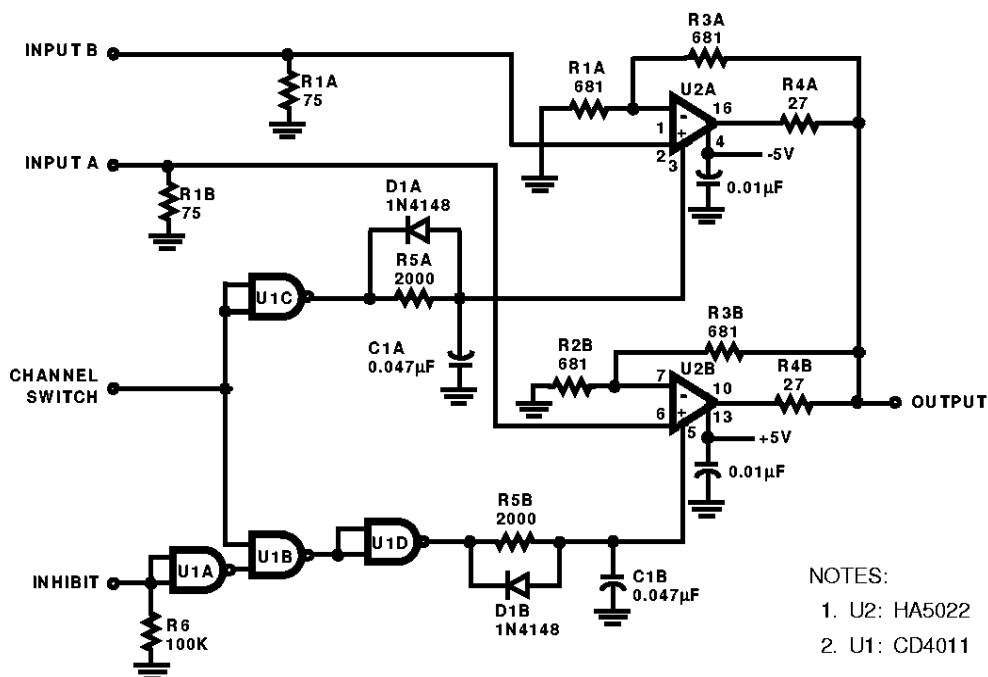 INPUT B
R1A
75
INPUT A
R1B
75
R3A
681
R1A
681
U2A
R4A
27
16
-
1
+
2
3
4
-5V
0.01µF
D1A
1N4148
R5A
2000
U1C
C1A
0.047µF
CHANNEL
SWITCH
R3B
681
R2B
681
U2B
R4B
27
7
10
-
6
+
13
5
OUTPUT
+5V
0.01µF
R5B
2000
U1D
U1B
U1A
INHIBIT
D1B
1N4148
C1B
0.047µF
R6
100K
NOTES:
1. U2: HA5022
2. U1: CD4011